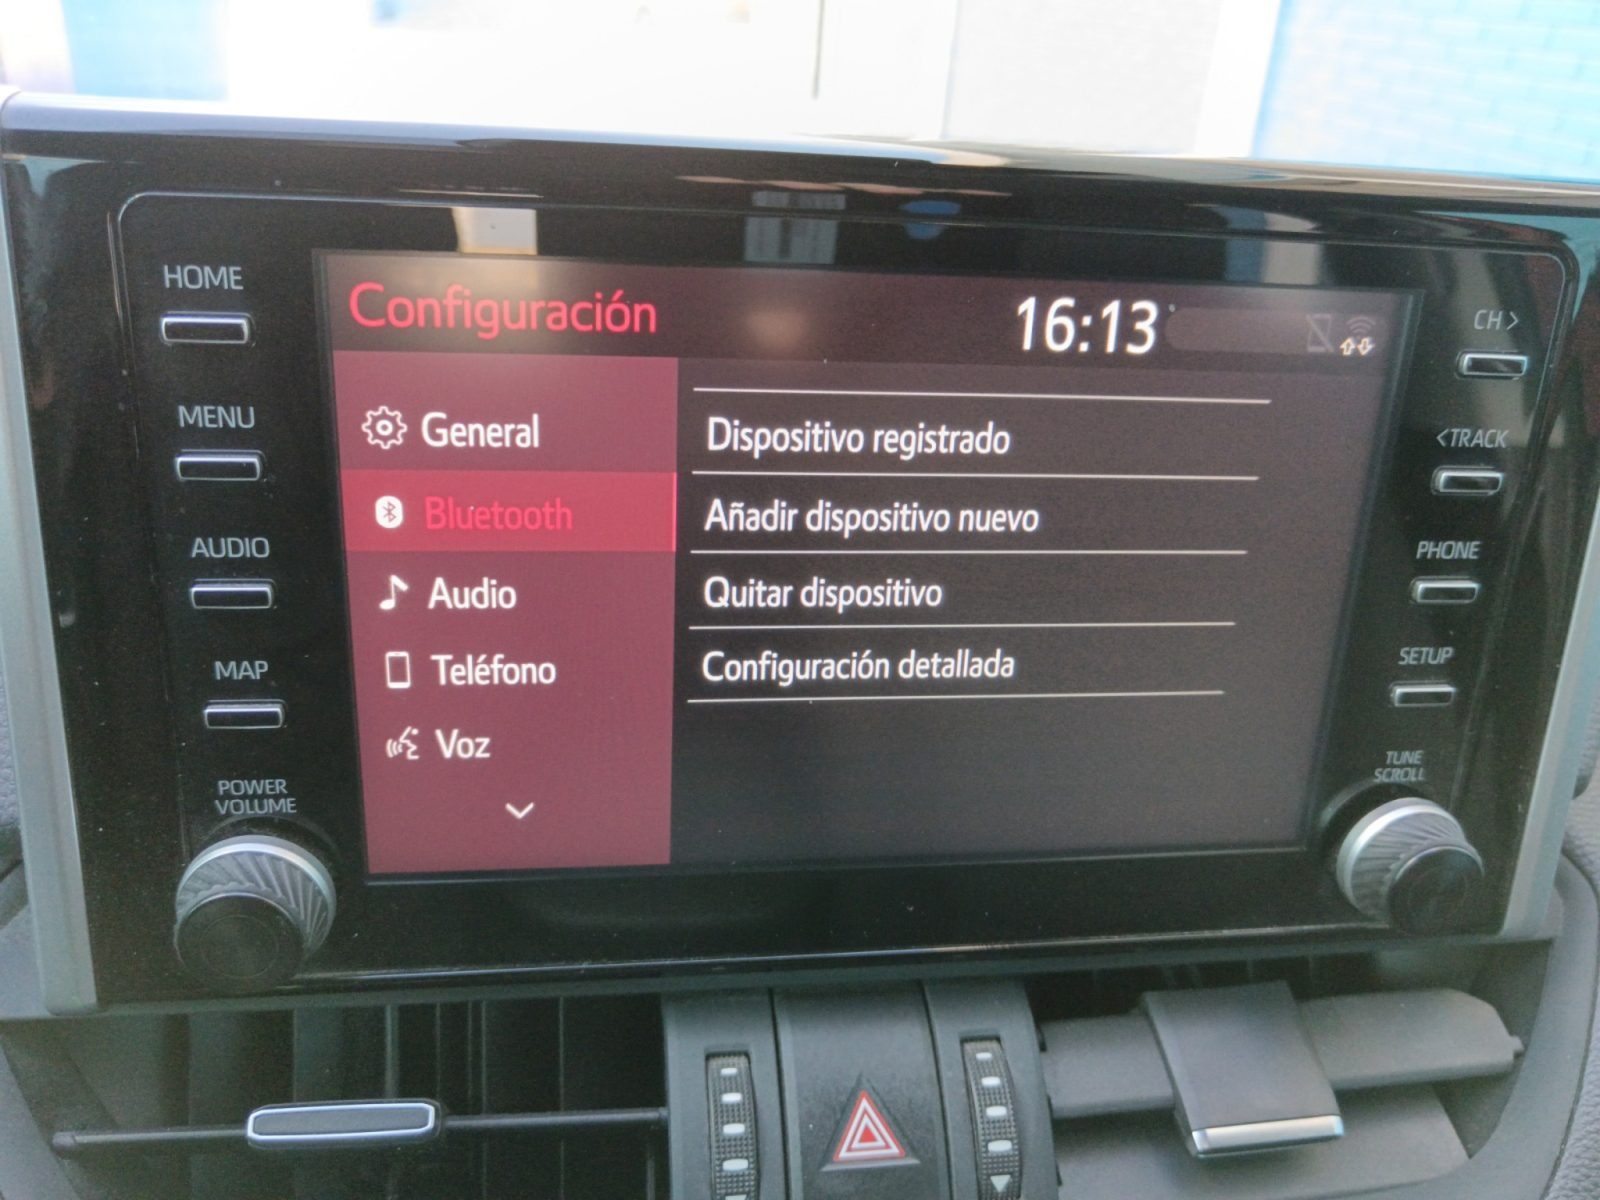 HOME
MENU
AUDIO
MAP
POWER
VOLUME
Configuración
16:13
General
Bluetooth
Audio
Teléfono
Voz
Dispositivo registrado
Añadir dispositivo nuevo
Quitar dispositivo
Configuración detallada
CH>
<TRACK
PHONE
SETUP
TUNE
SCROLL